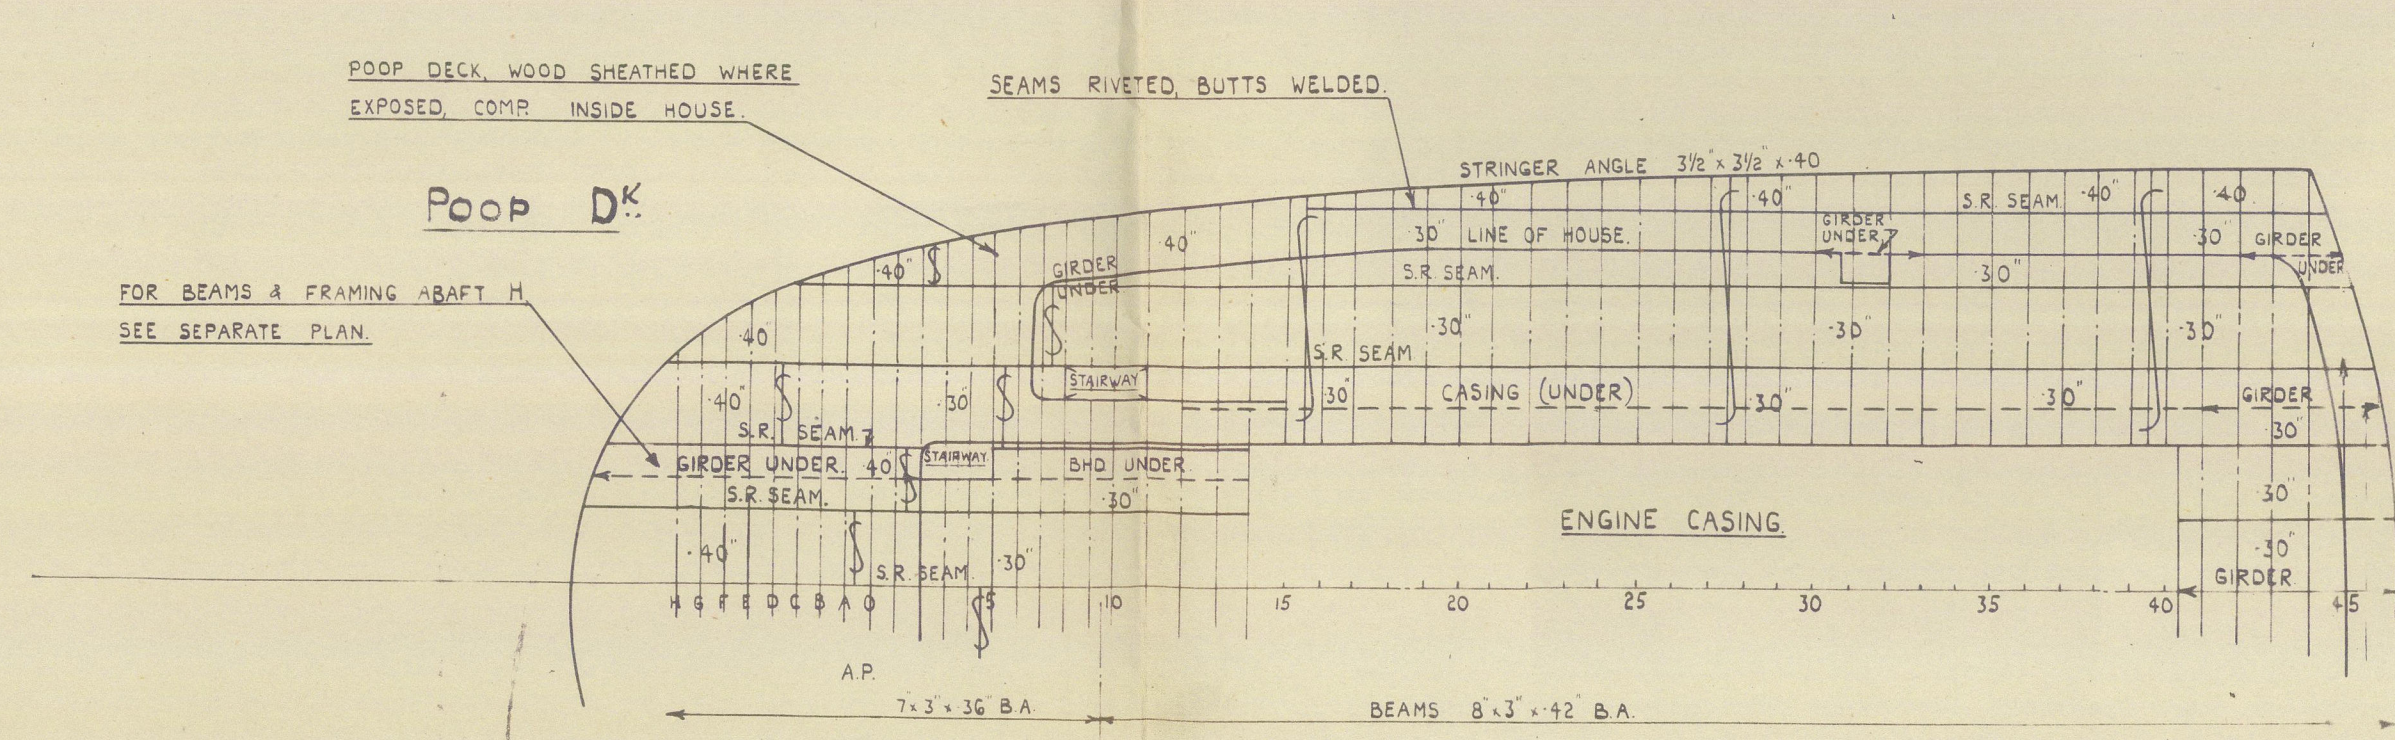 POOP DECK, WOOD SHEATHED WHERE
EXPOSED, COMP. INSIDE HOUSE.
SEAMS RIVETED, BUTTS WELDED.
STRINGER ANGLE 3½" x 3½" x ·40
POOP DK.
FOR BEAMS & FRAMING ABAFT H.
SEE SEPARATE PLAN.
·40" S.R. SEAM. ·40" ·40
·40"
GIRDER
UNDER
·40"
·30" LINE OF HOUSE.
·30" GIRDER
UNDER
·40"
GIRDER
UNDER
S.R. SEAM.
·30"
·40"
·30"
·30"
·30"
S.R. SEAM
STAIRWAY
·40"
·30"
·30"
CASING (UNDER)
·30"
·30"
GIRDER
·30"
S.R. SEAM.
GIRDER UNDER. ·40"
STAIRWAY
BHD UNDER
S.R. SEAM.
·30"
·30"
ENGINE CASING.
·40"
S.R. SEAM
·30"
·30"
GIRDER
H G F E D C B A 0 5 10 15 20 25 30 35 40 45
A.P.
7" x 3" x ·36" B.A.
BEAMS 8" x 3" x ·42" B.A.